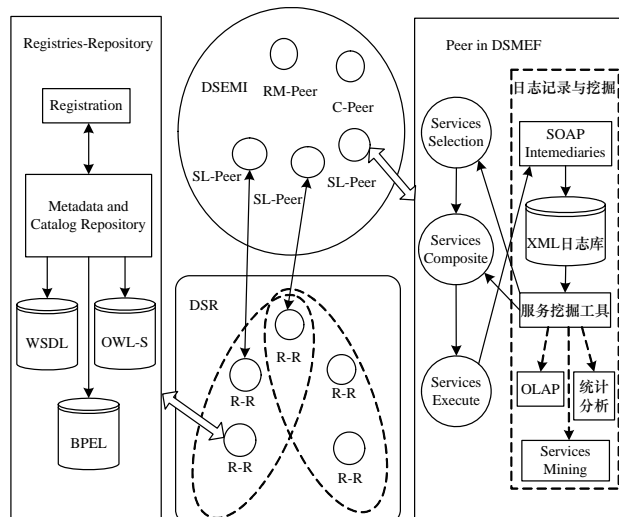 Registries-Repository
Registration
Metadata and
Catalog Repository
WSDL
OWL-S
BPEL
DSEMI
RM-Peer
C-Peer
SL-Peer
SL-Peer
SL-Peer
DSR
R-R
R-R
R-R
R-R
R-R
Peer in DSMEF
Services
Selection
Services
Composite
Services
Execute
日志记录与挖掘
SOAP
Intemediaries
XML日志库
服务挖掘工具
OLAP
统计
分析
Services
Mining